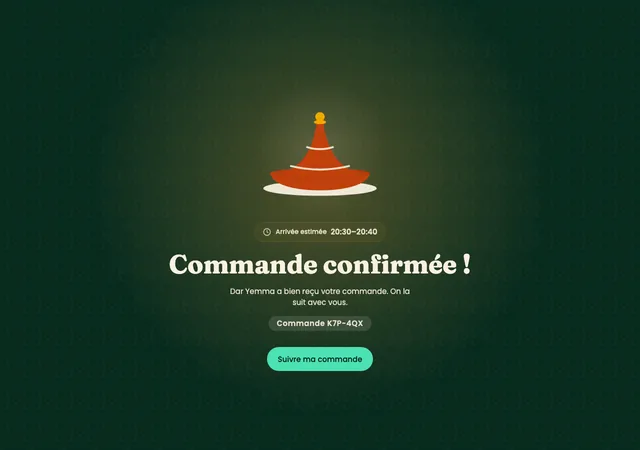 Arrivée estimée 20:30–20:40
Commande confirmée !
Dar Yemma a bien reçu votre commande. On la
suit avec vous.
Commande K7P-4QX
Suivre ma commande